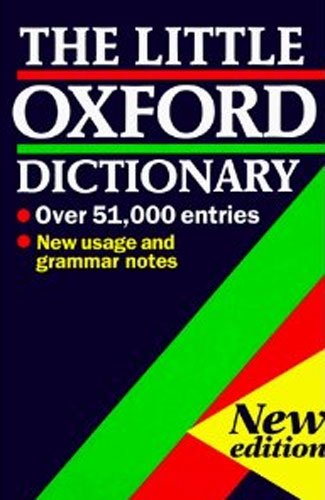 THE LITTLE
OXFORD
DICTIONARY
Over 51,000 entries
New usage and
grammar notes
New
edition